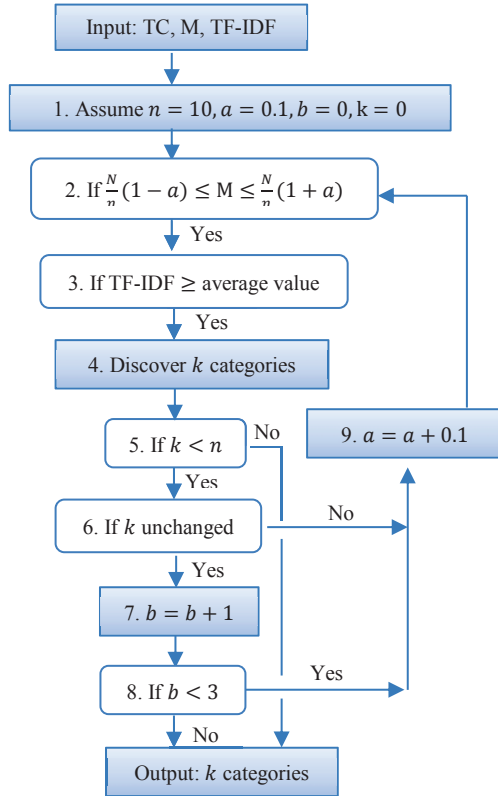 Input: TC, M, TF-IDF
1. Assume n = 10, a = 0.1, b = 0, k = 0
2. If N/n (1 − a) ≤ M ≤ N/n (1 + a)
Yes
3. If TF-IDF ≥ average value
Yes
4. Discover k categories
5. If k < n
No
9. a = a + 0.1
Yes
6. If k unchanged
No
Yes
7. b = b + 1
8. If b < 3
Yes
No
Output: k categories